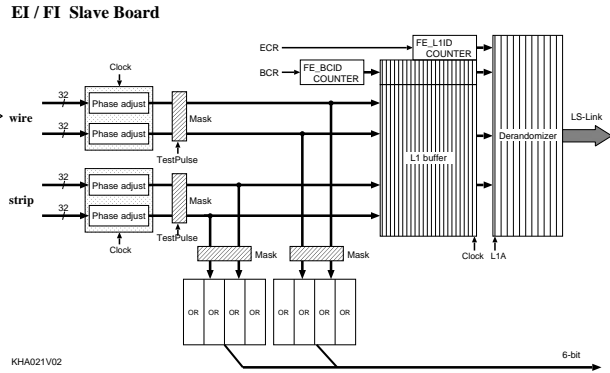 EI / FI Slave Board
ECR
FE_L1ID
COUNTER
BCR
FE_BCID
COUNTER
Clock
32
wire
Phase adjust
32
Phase adjust
Mask
TestPulse
L1 buffer
Derandomizer
LS-Link
32
strip
Phase adjust
32
Phase adjust
Mask
Clock
TestPulse
Mask
Mask
Clock
L1A
OR
OR
OR
OR
OR
OR
OR
OR
6-bit
KHA021V02